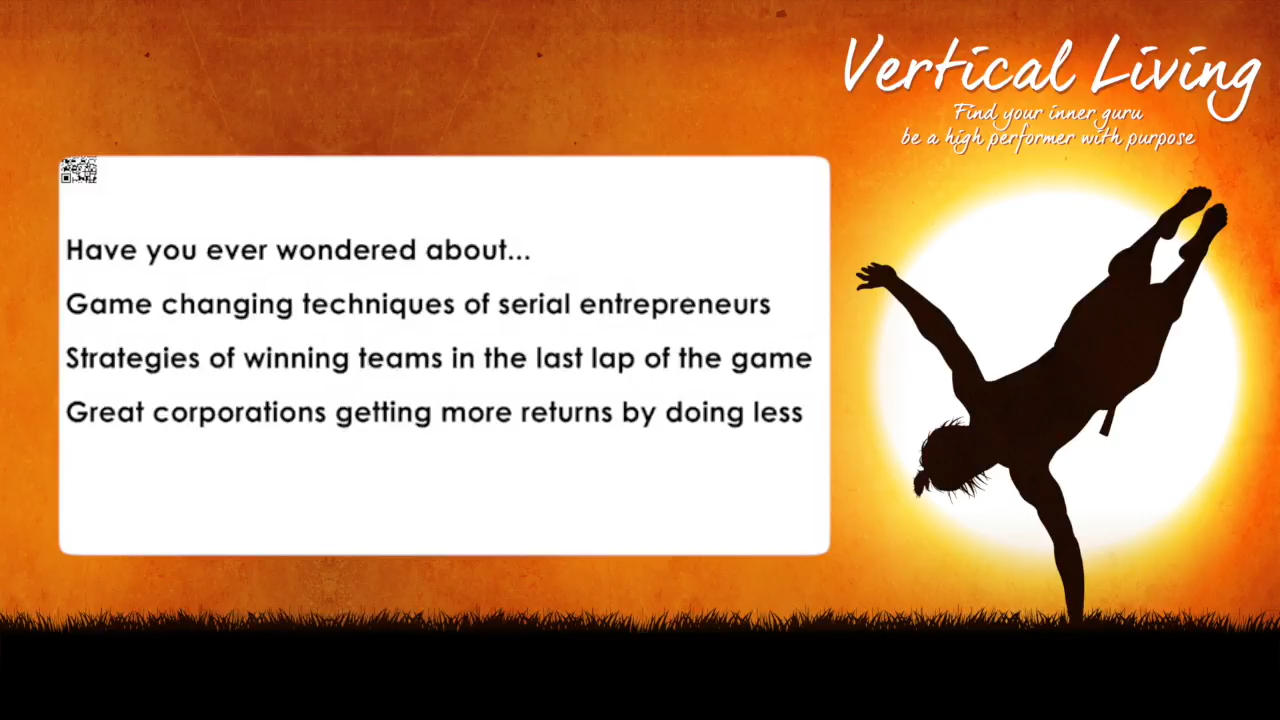 Vertical Living
Find your inner guru
be a high performer with purpose
Have you ever wondered about...
Game changing techniques of serial entrepreneurs
Strategies of winning teams in the last lap of the game
Great corporations getting more returns by doing less